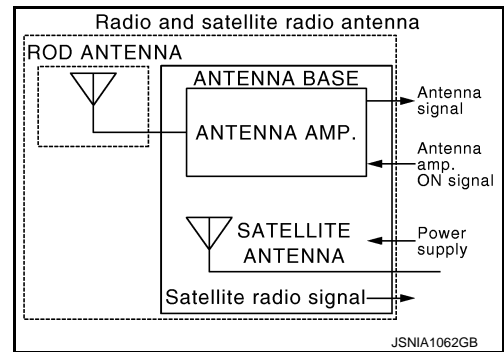 Radio and satellite radio antenna
ROD ANTENNA
ANTENNA BASE
ANTENNA AMP.
Antenna
signal
Antenna
amp.
ON signal
SATELLITE
ANTENNA
Power
supply
Satellite radio signal
JSNIA1062GB